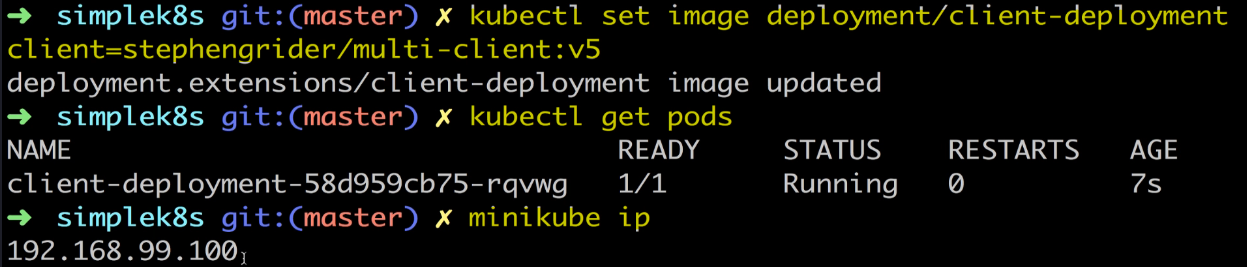 ➜ simplek8s git:(master) ✗ kubectl set image deployment/client-deployment
client=stephengrider/multi-client:v5
deployment.extensions/client-deployment image updated
➜ simplek8s git:(master) ✗ kubectl get pods
NAME READY STATUS RESTARTS AGE
client-deployment-58d959cb75-rqvwg 1/1 Running 0 7s
➜ simplek8s git:(master) ✗ minikube ip
192.168.99.100